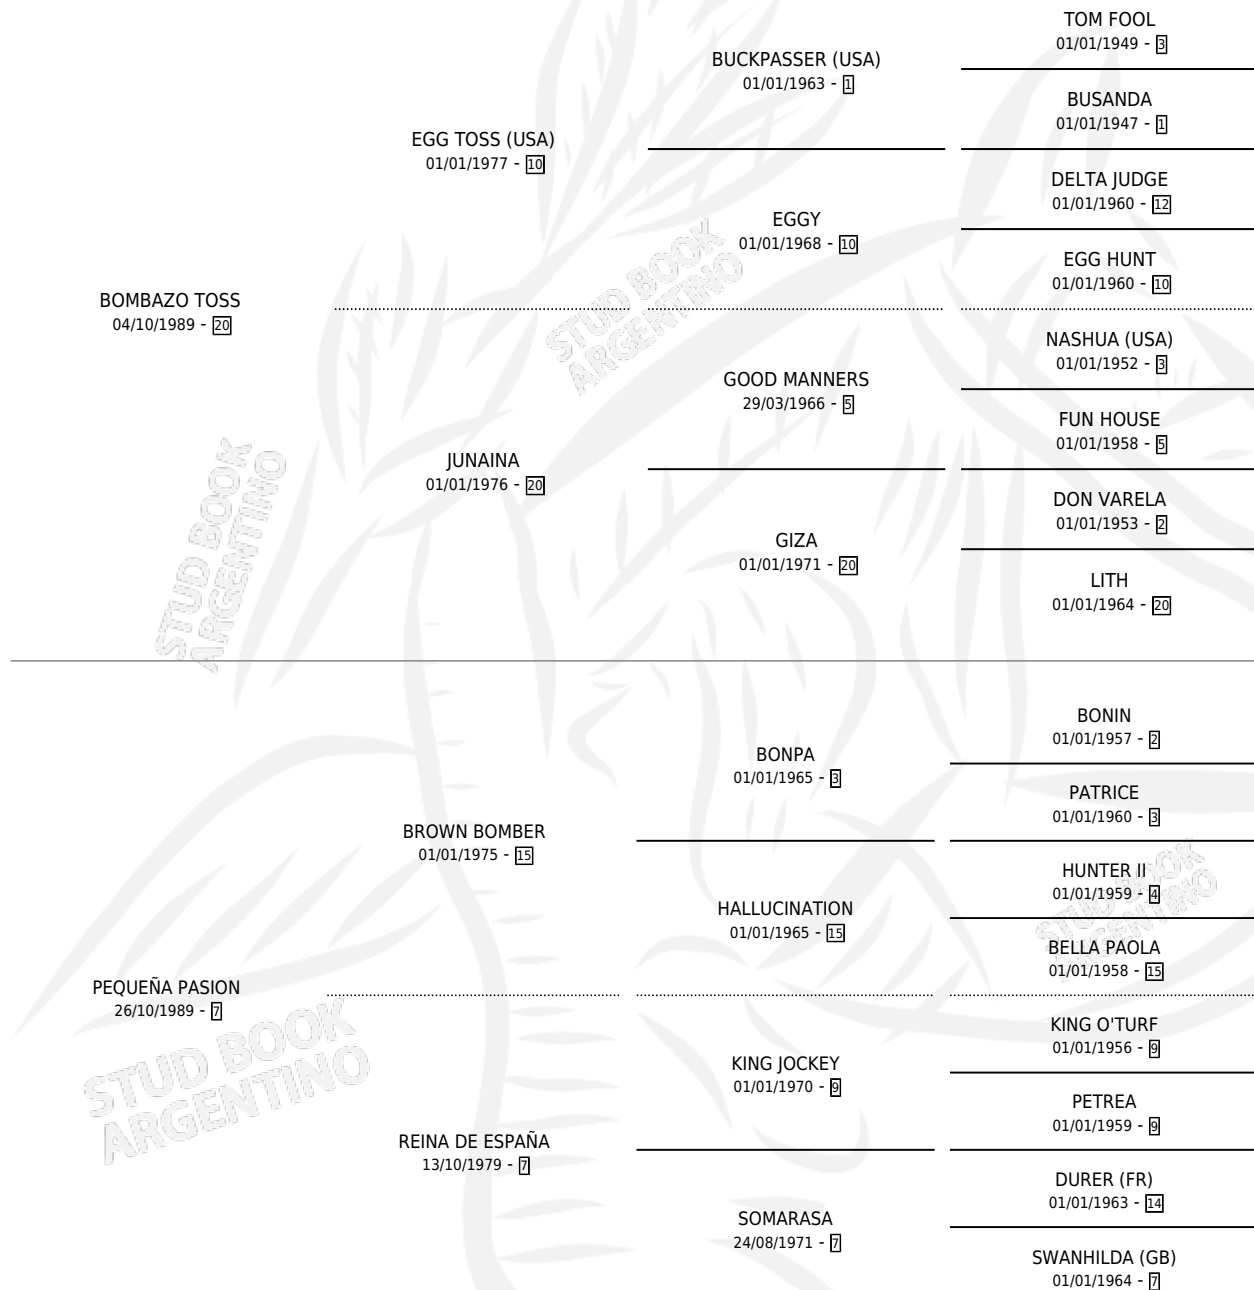 TOM FOOL
01/01/1949 - 3
BUCKPASSER (USA)
01/01/1963 - 1
BUSANDA
01/01/1947 - 1
EGG TOSS (USA)
01/01/1977 - 10
DELTA JUDGE
01/01/1960 - 12
EGGY
01/01/1968 - 10
EGG HUNT
01/01/1960 - 10
BOMBAZO TOSS
04/10/1989 - 20
NASHUA (USA)
01/01/1952 - 3
GOOD MANNERS
29/03/1966 - 5
FUN HOUSE
01/01/1958 - 5
JUNAINA
01/01/1976 - 20
DON VARELA
01/01/1953 - 2
GIZA
01/01/1971 - 20
LITH
01/01/1964 - 20
BONIN
01/01/1957 - 2
BONPA
01/01/1965 - 3
PATRICE
01/01/1960 - 3
BROWN BOMBER
01/01/1975 - 15
HUNTER II
01/01/1959 - 4
HALLUCINATION
01/01/1965 - 15
BELLA PAOLA
01/01/1958 - 15
PEQUEÑA PASION
26/10/1989 - 7
KING O'TURF
01/01/1956 - 9
KING JOCKEY
01/01/1970 - 9
PETREA
01/01/1959 - 9
REINA DE ESPAÑA
13/10/1979 - 7
DURER (FR)
01/01/1963 - 14
SOMARASA
24/08/1971 - 7
SWANHILDA (GB)
01/01/1964 - 7
STUD BOOK
ARGENTINO
STUD BOOK
ARGENTINO
STUD BOOK
ARGENTINO
STUD BOOK
ARGENTINO